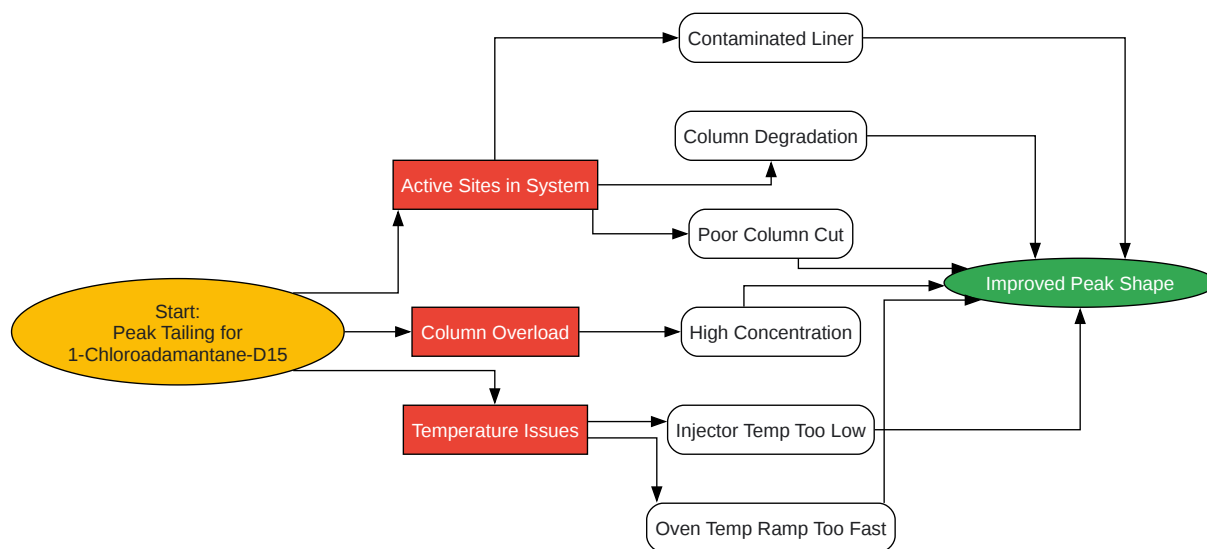 Contaminated Liner
Column Degradation
Active Sites in System
Poor Column Cut
Improved Peak Shape
Start:
Peak Tailing for
1-Chloroadamantane-D15
Column Overload
High Concentration
Temperature Issues
Injector Temp Too Low
Oven Temp Ramp Too Fast